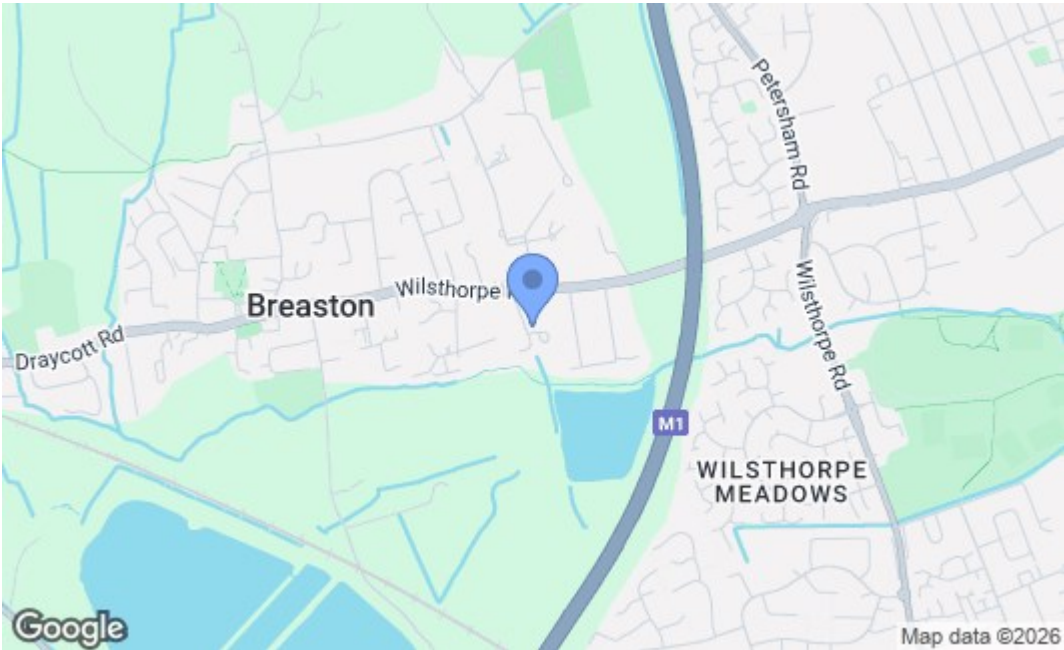 Petersham Rd
Wilsthorpe
Breaston
Draycott Rd
Wilsthorpe Rd
M1
WILSTHORPE
MEADOWS
Google
Map data ©2026